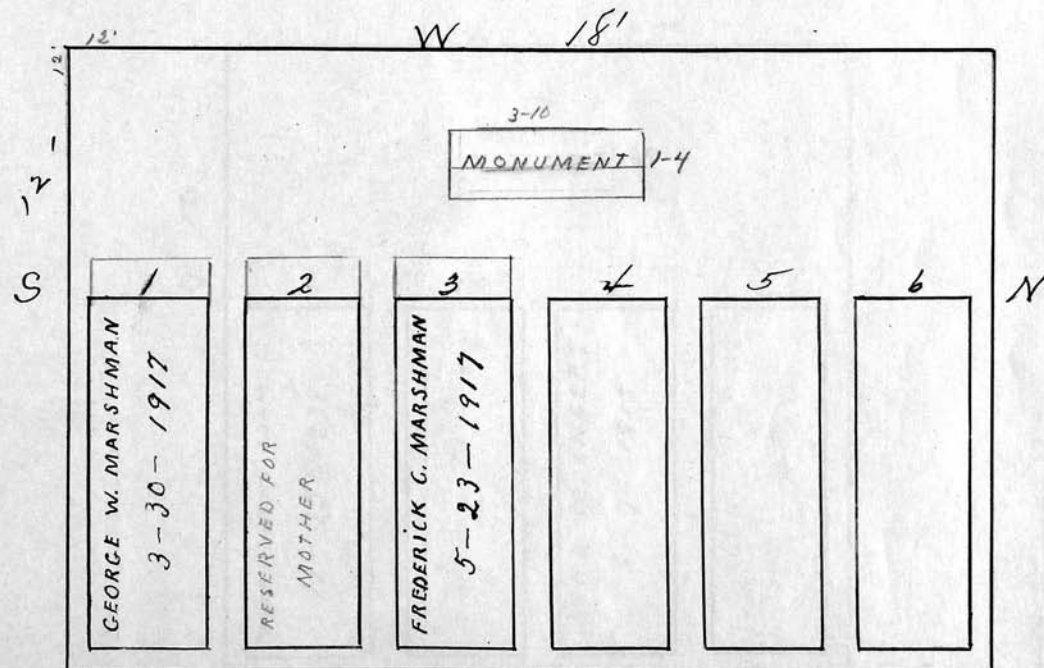 12' W 18'
12
3-10
MONUMENT 1-4
S 1 2 3 4 5 6 N
GEORGE W. MARSHMAN
3-30-1917
RESERVED FOR
MOTHER
FREDERICK C. MARSHMAN
5-23-1917